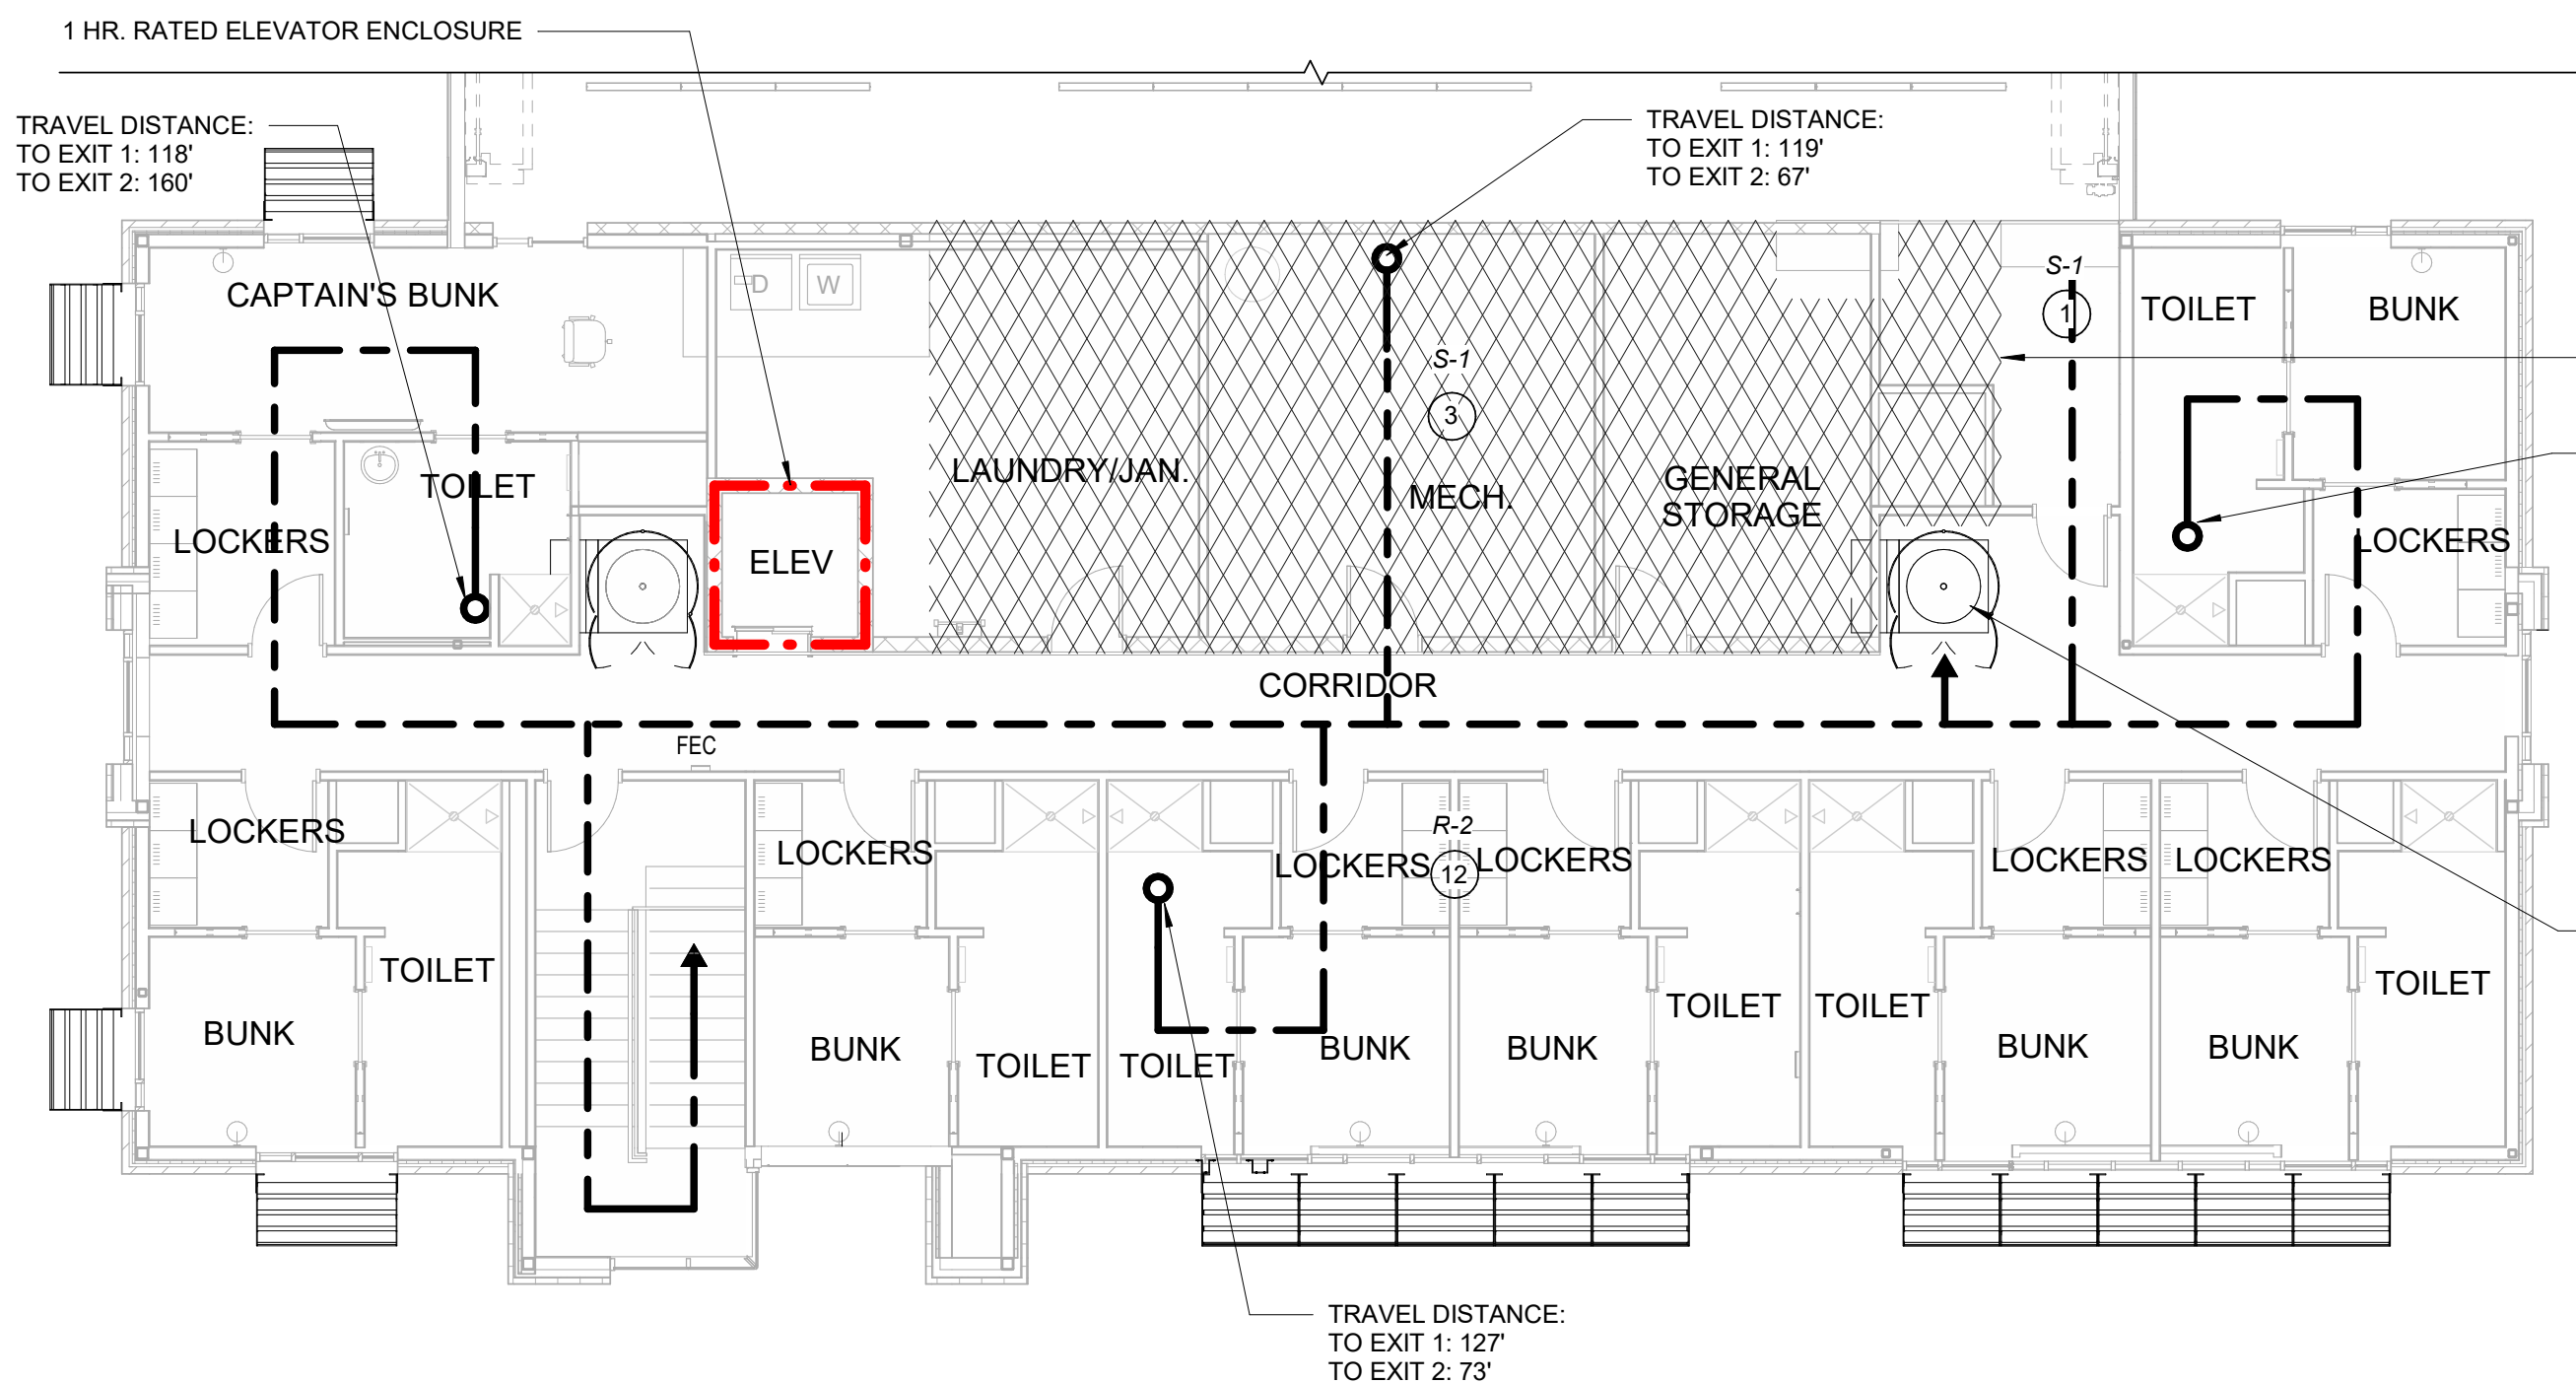 1 HR. RATED ELEVATOR ENCLOSURE
TRAVEL DISTANCE:
TO EXIT 1: 118'
TO EXIT 2: 160'
TRAVEL DISTANCE:
TO EXIT 1: 119'
TO EXIT 2: 67'
CAPTAIN'S BUNK
D
W
S-1
1
TOILET
BUNK
S-1
3
LAUNDRY/JAN.
MECH.
GENERAL
STORAGE
TOILET
LOCKERS
ELEV
LOCKERS
CORRIDOR
FEC
LOCKERS
LOCKERS
LOCKERS
R-2
12
LOCKERS
LOCKERS
LOCKERS
TOILET
BUNK
BUNK
TOILET
TOILET
BUNK
BUNK
TOILET
TOILET
BUNK
BUNK
TOILET
TRAVEL DISTANCE:
TO EXIT 1: 127'
TO EXIT 2: 73'